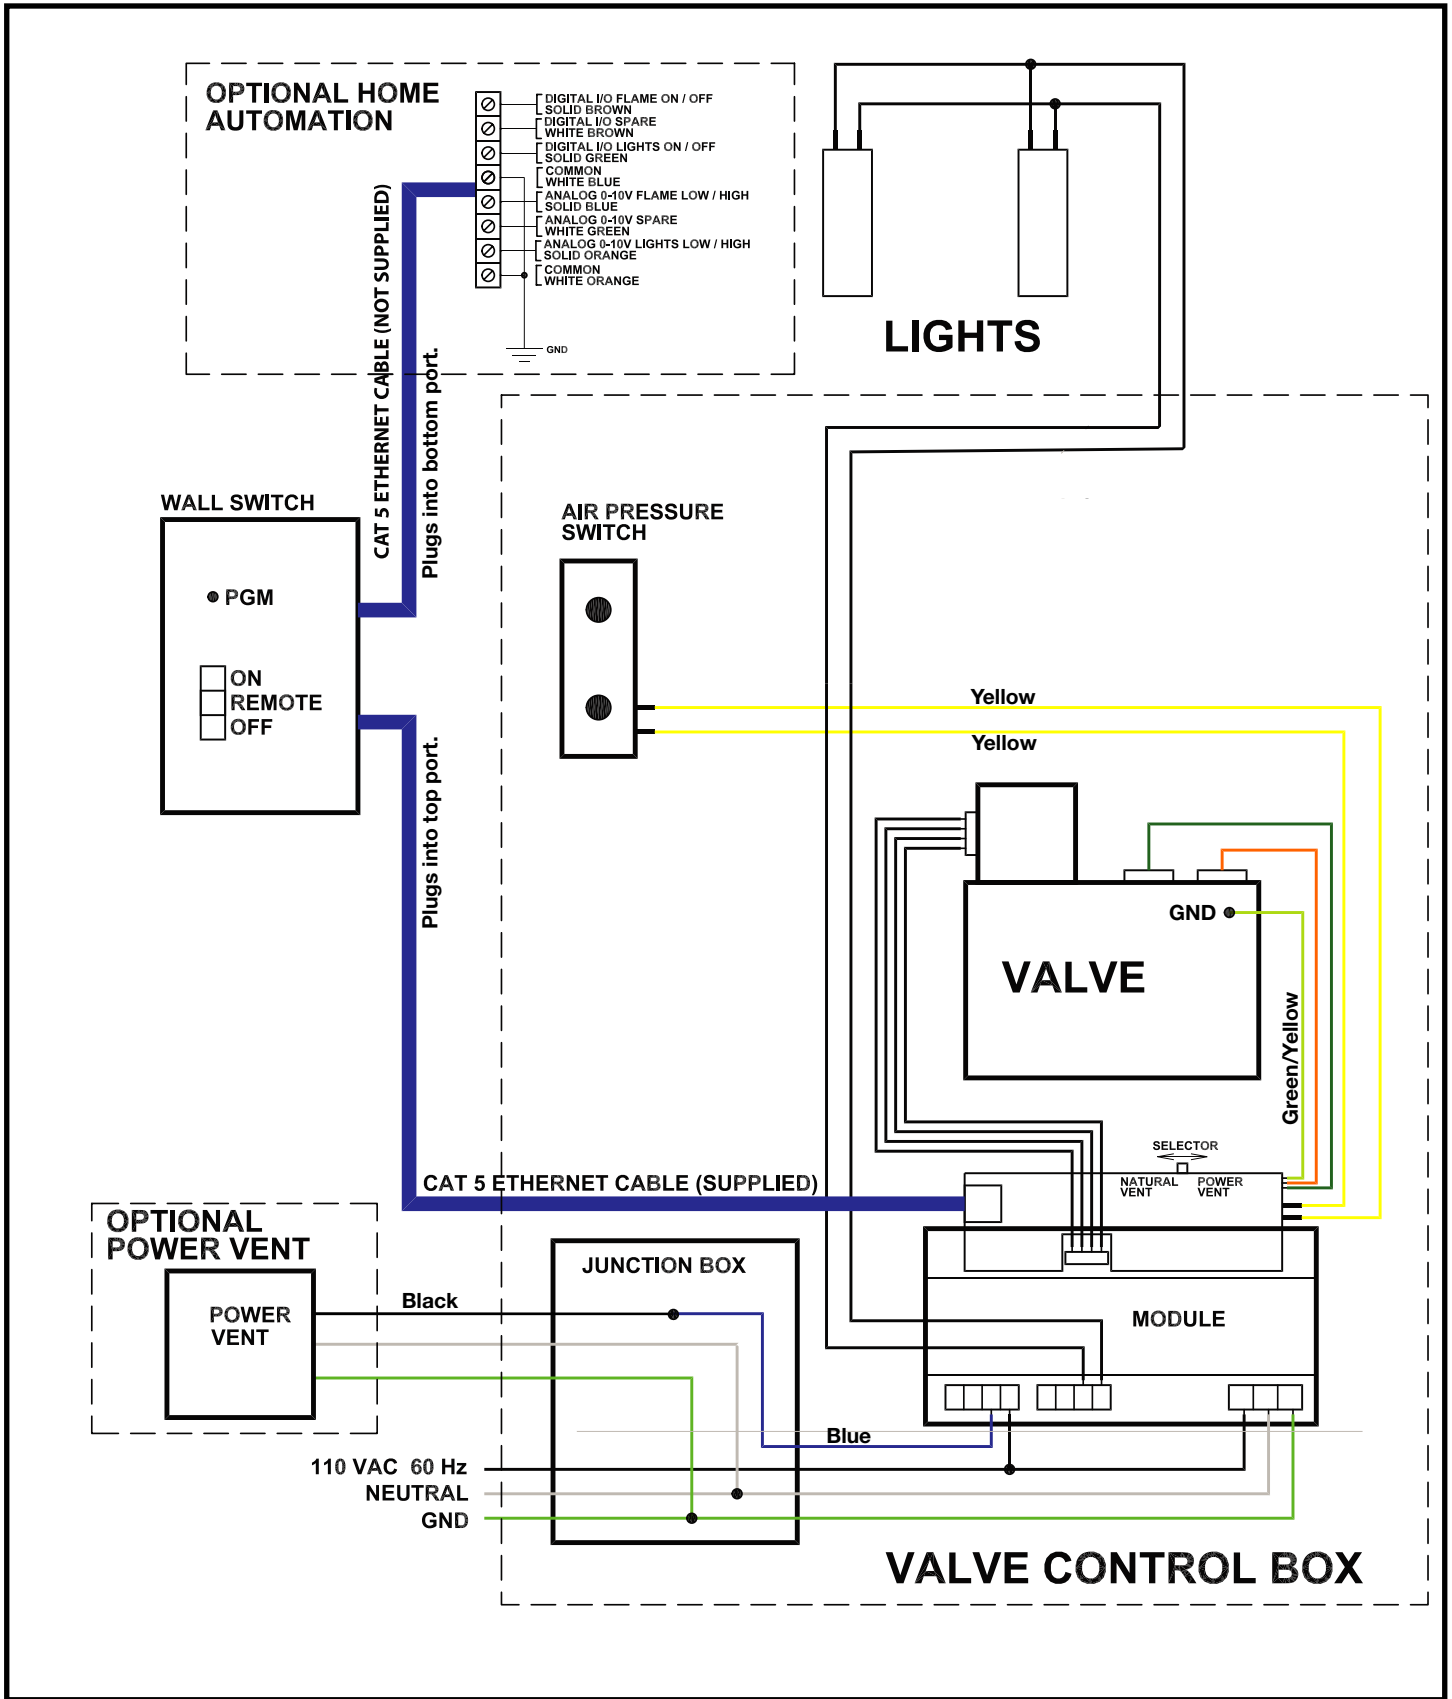 OPTIONAL HOME
AUTOMATION
DIGITAL I/O FLAME ON / OFF
SOLID BROWN
DIGITAL I/O SPARE
WHITE BROWN
DIGITAL I/O LIGHTS ON / OFF
SOLID GREEN
COMMON
WHITE BLUE
ANALOG 0-10V FLAME LOW / HIGH
SOLID BLUE
ANALOG 0-10V SPARE
WHITE GREEN
ANALOG 0-10V LIGHTS LOW / HIGH
SOLID ORANGE
COMMON
WHITE ORANGE
GND
LIGHTS
CAT 5 ETHERNET CABLE (NOT SUPPLIED)
Plugs into bottom port.
WALL SWITCH
PGM
ON
REMOTE
OFF
AIR PRESSURE
SWITCH
Yellow
Yellow
Plugs into top port.
GND
VALVE
Green/Yellow
SELECTOR
NATURAL
VENT
POWER
VENT
CAT 5 ETHERNET CABLE (SUPPLIED)
OPTIONAL
POWER VENT
POWER
VENT
Black
JUNCTION BOX
MODULE
Blue
110 VAC 60 Hz
NEUTRAL
GND
VALVE CONTROL BOX